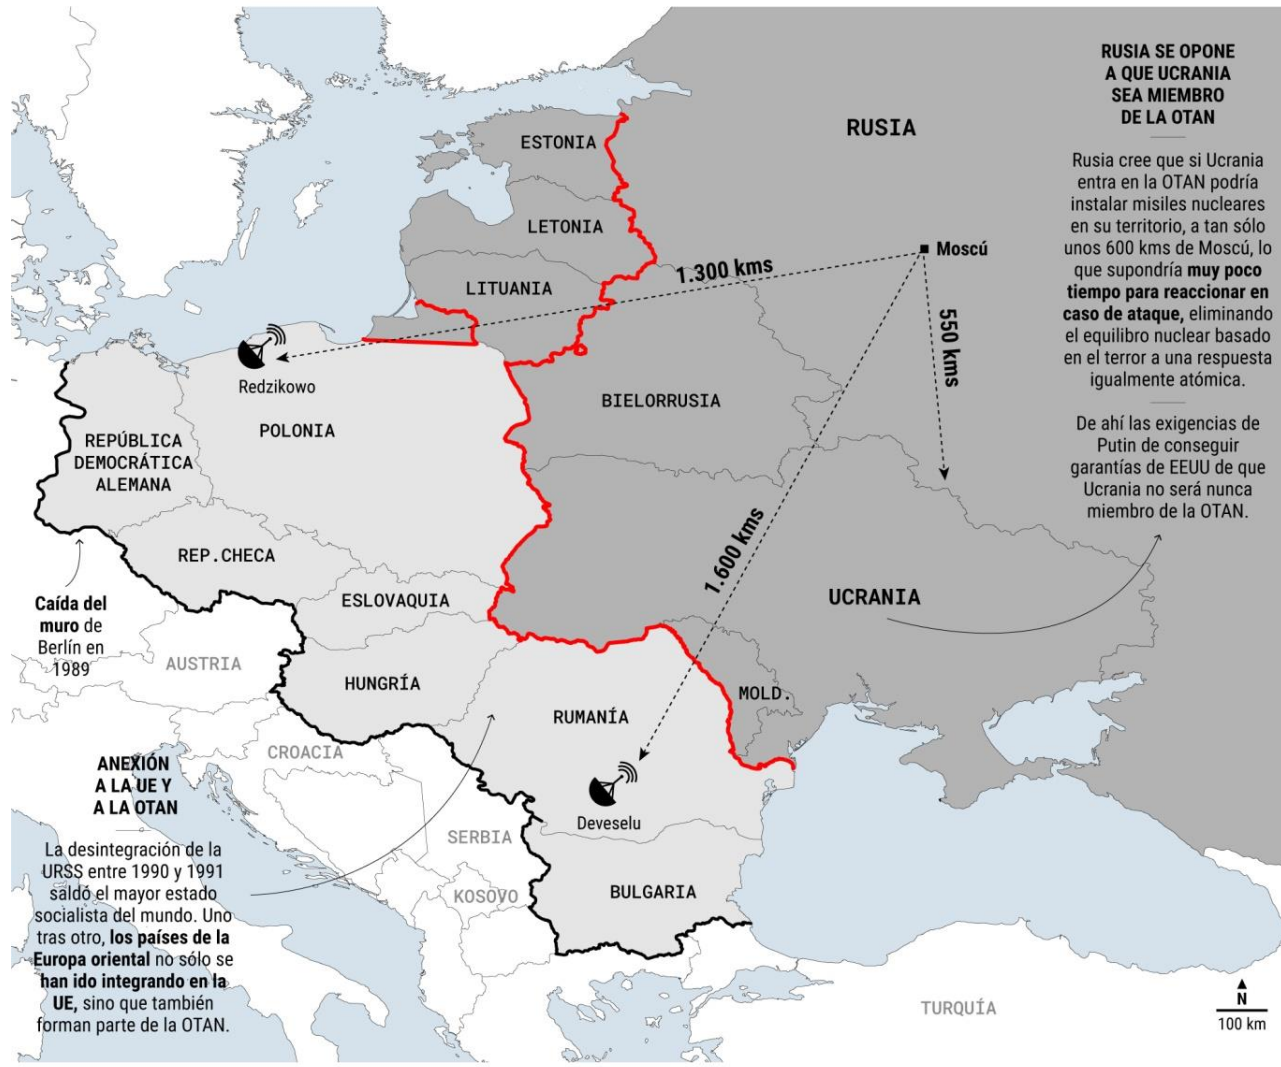 RUSIA SE OPONE
A QUE UCRANIA
SEA MIEMBRO
DE LA OTAN
Rusia cree que si Ucrania
entra en la OTAN podría
instalar misiles nucleares
en su territorio, a tan sólo
unos 600 kms de Moscú, lo
que supondría muy poco
tiempo para reaccionar en
caso de ataque, eliminando
el equilibro nuclear basado
en el terror a una respuesta
igualmente atómica.
De ahí las exigencias de
Putin de conseguir
garantías de EEUU de que
Ucrania no será nunca
miembro de la OTAN.
RUSIA
ESTONIA
LETONIA
Moscú
1.300 kms
LITUANIA
550 kms
Redzikowo
BIELORRUSIA
POLONIA
REPÚBLICA
DEMOCRÁTICA
ALEMANA
1.600 kms
REP.CHECA
ESLOVAQUIA
UCRANIA
Caída del
muro de
Berlín en
1989
AUSTRIA
HUNGRÍA
MOLD.
RUMANÍA
CROACIA
ANEXIÓN
A LA UE Y
A LA OTAN
Deveselu
SERBIA
La desintegración de la
URSS entre 1990 y 1991
saldó el mayor estado
socialista del mundo. Uno
tras otro, los países de la
Europa oriental no sólo se
han ido integrando en la
UE, sino que también
forman parte de la OTAN.
KOSOVO
BULGARIA
TURQUÍA
N
100 km